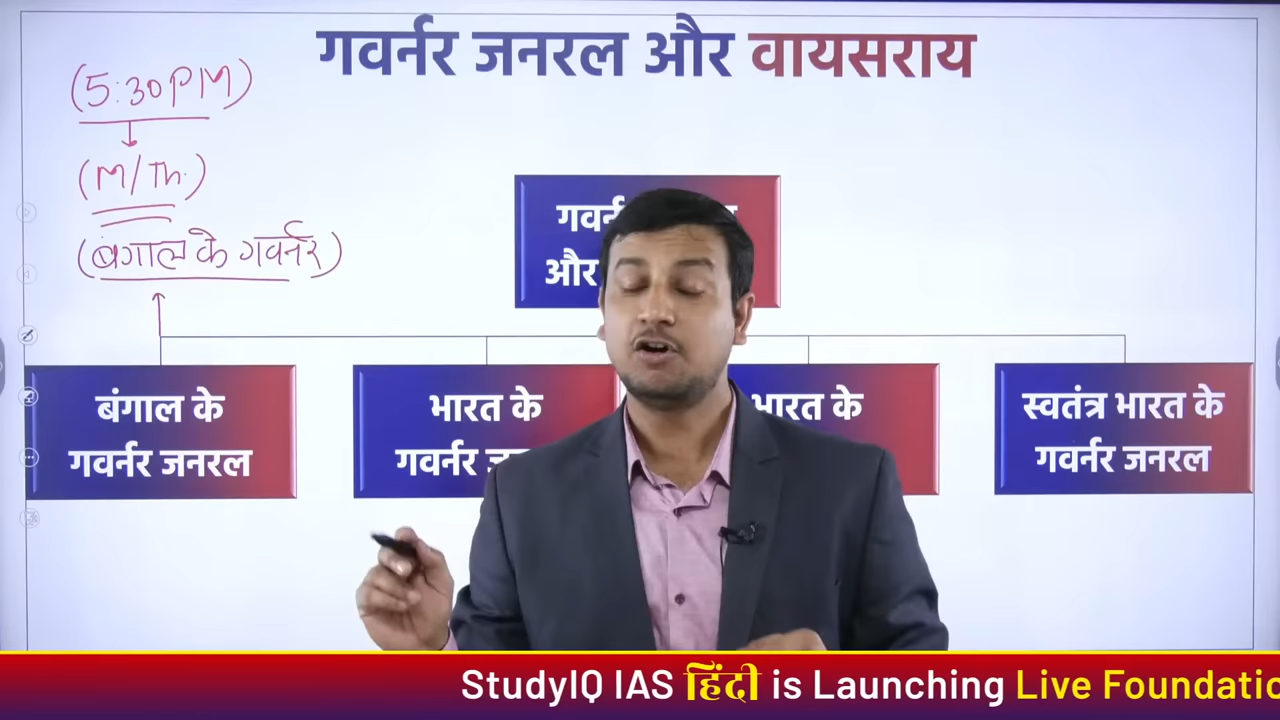 गवर्नर जनरल और वायसराय
(5:30PM)
(M/Th.)
(बंगाल के गवर्नर)
और
बंगाल के
गवर्नर जनरल
भारत के
गवर्नर
भारत के
स्वतंत्र भारत के
गवर्नर जनरल
StudyIQ IAS हिंदी is Launching Live Foundatio